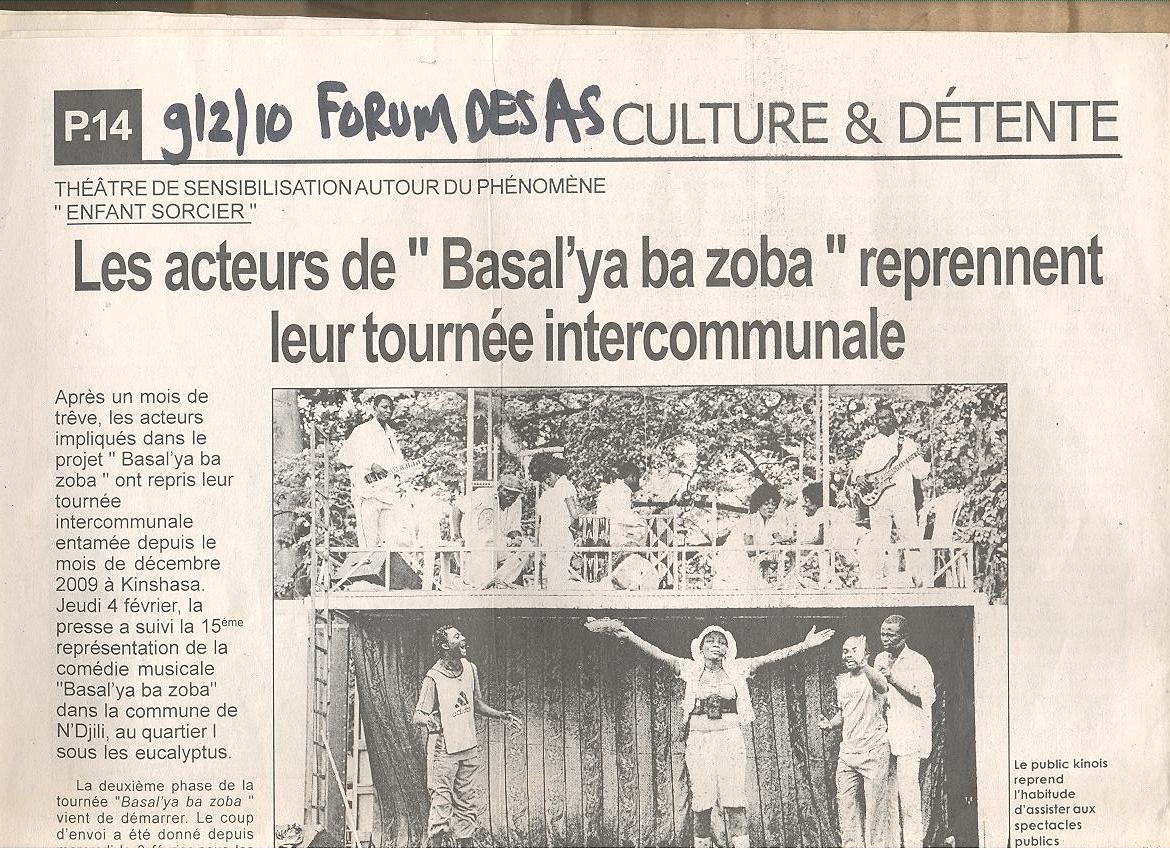 P.14
9/2/10 FORUM DES AS
CULTURE & DÉTENTE
THÉÂTRE DE SENSIBILISATION AUTOUR DU PHÉNOMÈNE
" ENFANT SORCIER "
Les acteurs de " Basal'ya ba zoba " reprennent
leur tournée intercommunale
Après un mois de
trêve, les acteurs
impliqués dans le
projet " Basal'ya ba
zoba " ont repris leur
tournée
intercommunale
entamée depuis le
mois de décembre
2009 à Kinshasa.
Jeudi 4 février, la
presse a suivi la 15éme
représentation de la
comédie musicale
"Basal'ya ba zoba"
dans la commune de
N'Djili, au quartier I
sous les eucalyptus.
La deuxième phase de la
tournée "Basal'ya ba zoba "
vient de démarrer. Le coup
d'envoi a été donné depuis
adidas
Le public kinois
reprend
l'habitude
d'assister aux
spectacles
publics